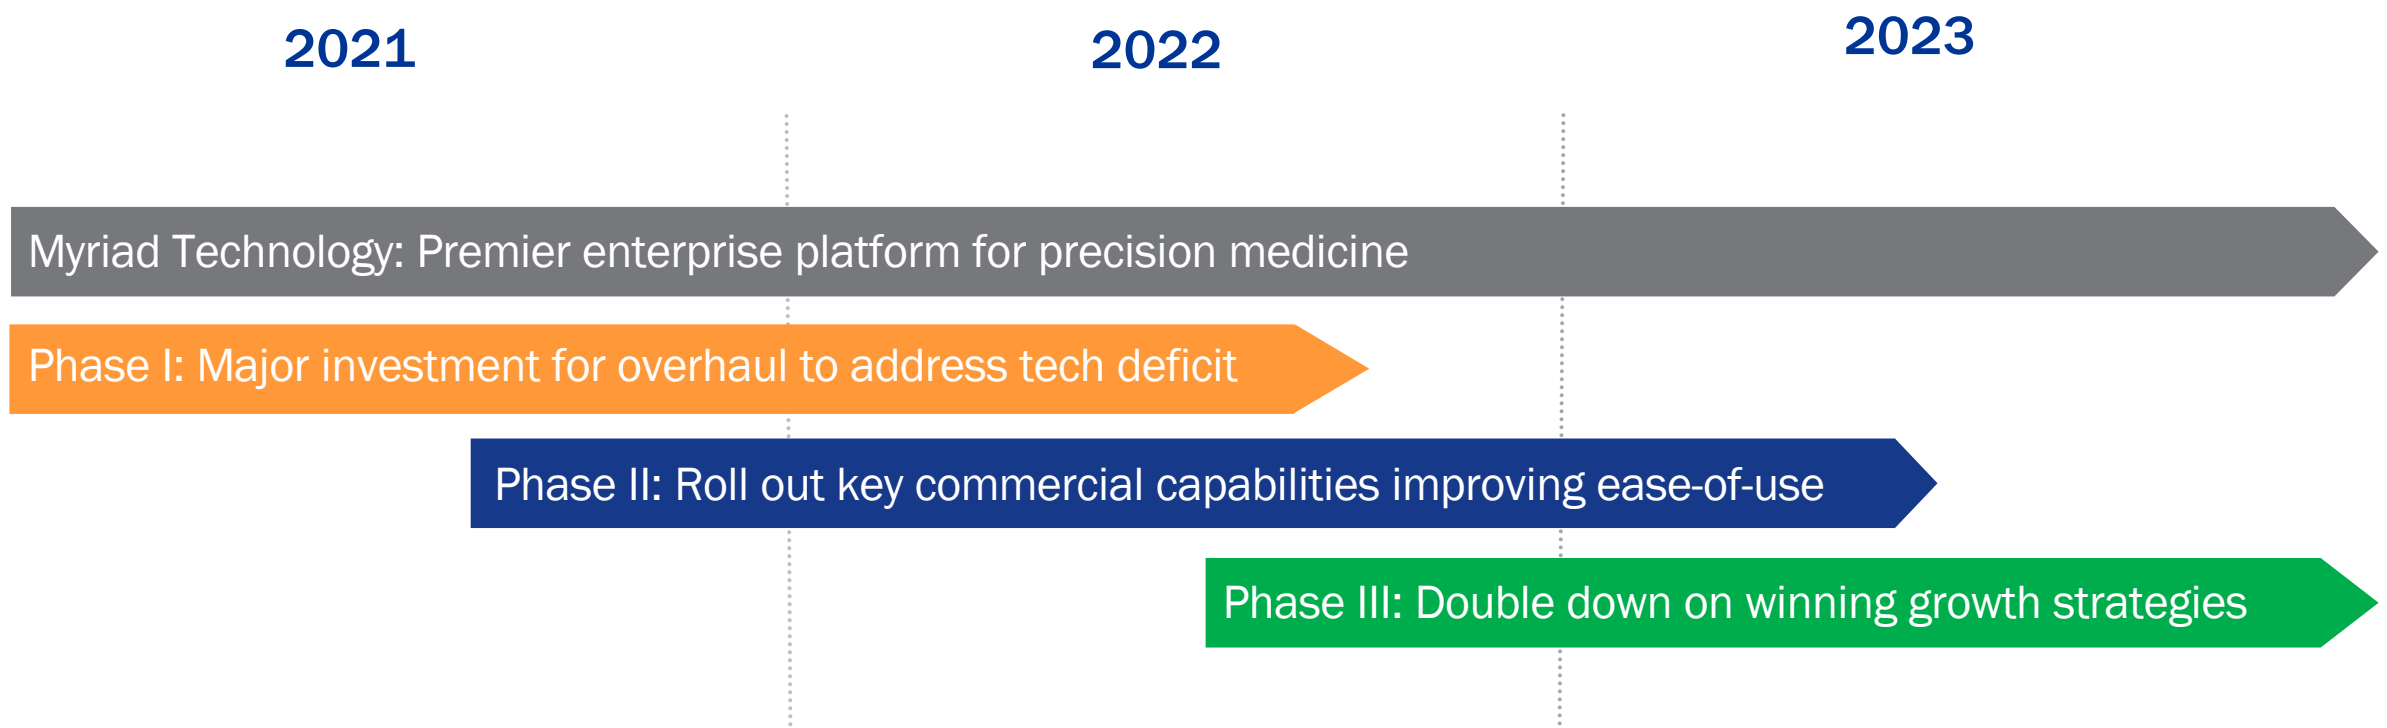 2021
2022
2023
Myriad Technology: Premier enterprise platform for precision medicine
Phase I: Major investment for overhaul to address tech deficit
Phase II: Roll out key commercial capabilities improving ease-of-use
Phase III: Double down on winning growth strategies